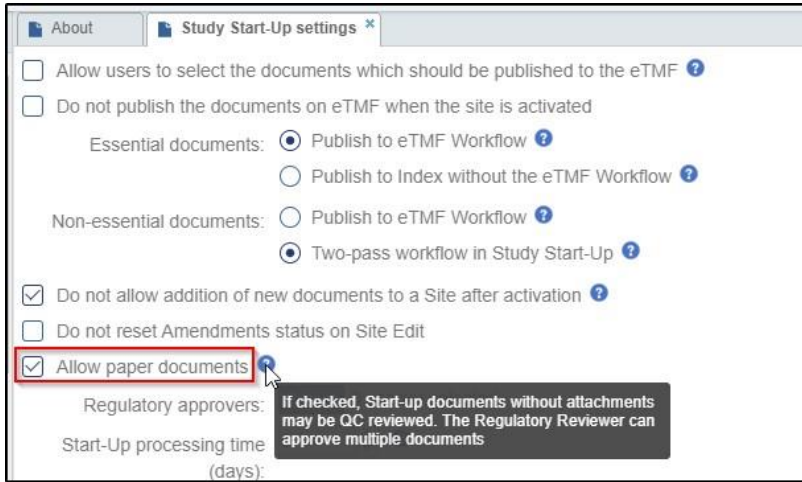 About
Study Start-Up settings
Allow users to select the documents which should be published to the eTMF ?
Do not publish the documents on eTMF when the site is activated
Essential documents: Publish to eTMF Workflow ?
Publish to Index without the eTMF Workflow ?
Non-essential documents: Publish to eTMF Workflow ?
Two-pass workflow in Study Start-Up ?
Do not allow addition of new documents to a Site after activation ?
Do not reset Amendments status on Site Edit
Allow paper documents ?
Regulatory approvers:
If checked, Start-up documents without attachments
may be QC reviewed. The Regulatory Reviewer can
approve multiple documents
Start-Up processing time
(days):